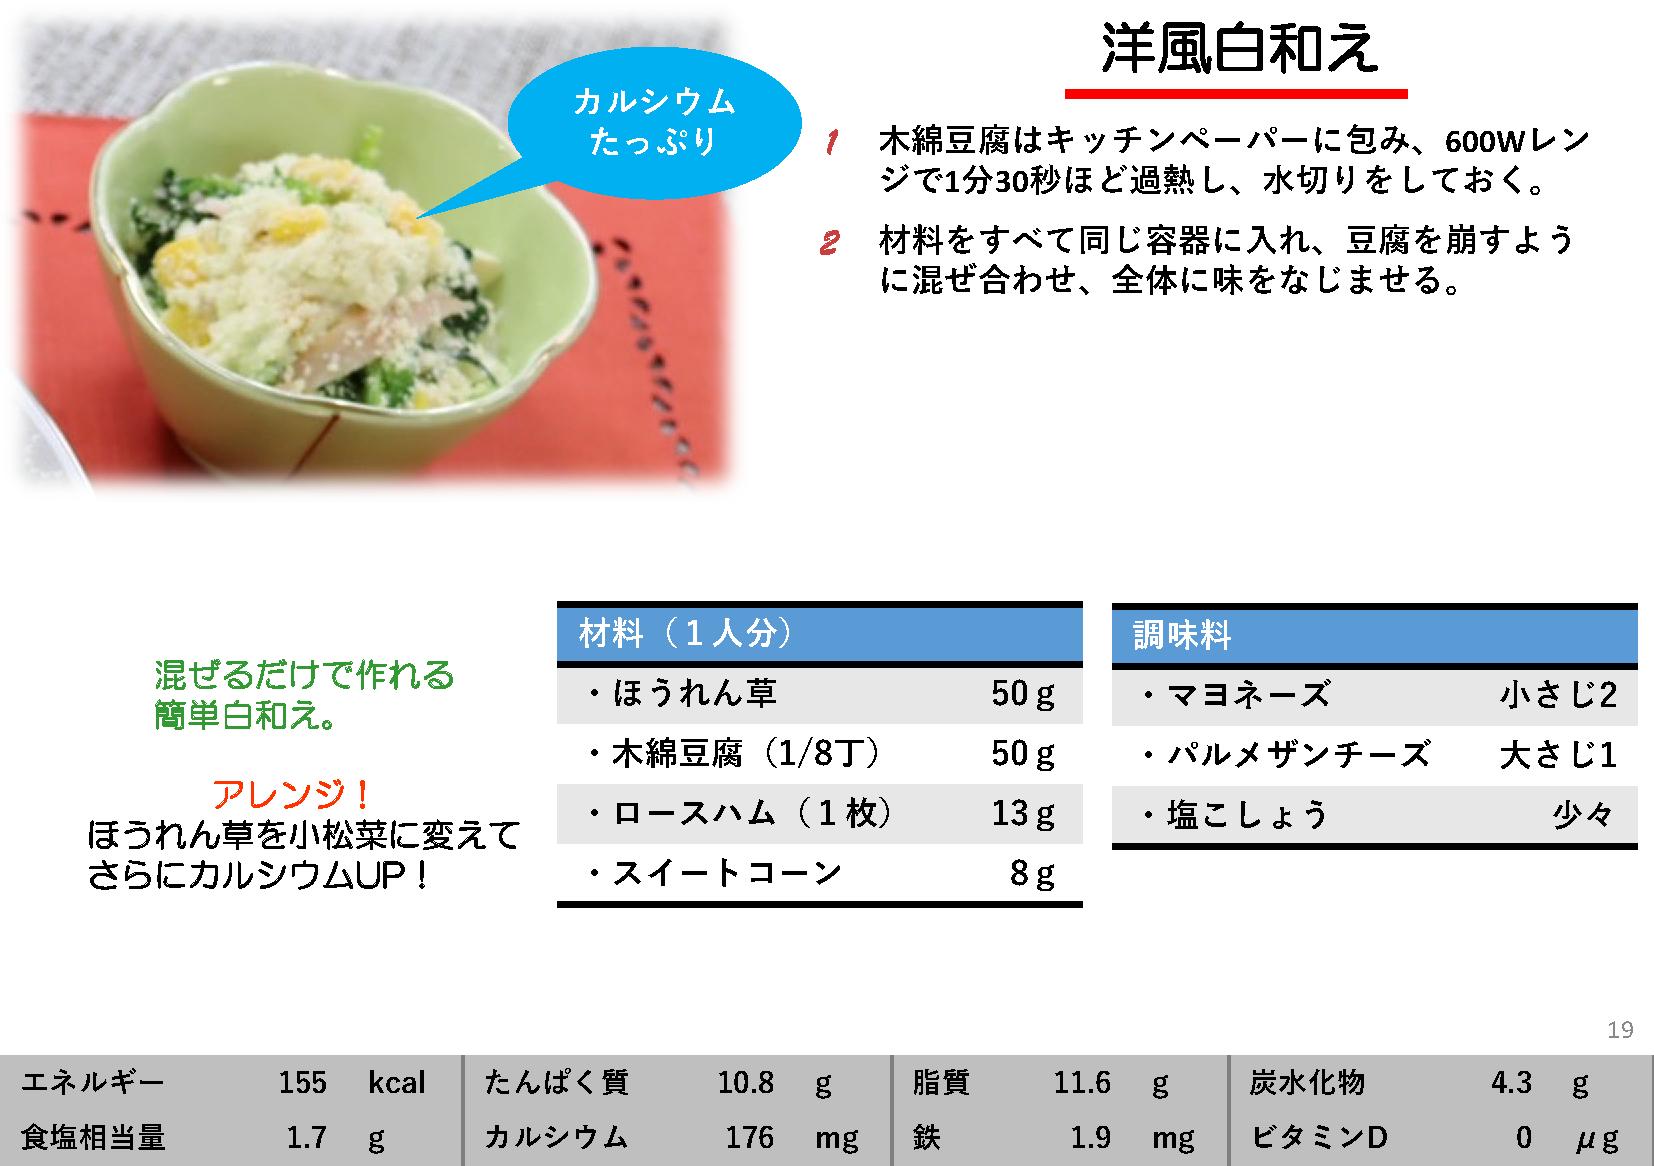 洋風白和え
カルシウム
たっぷり
1 木綿豆腐はキッチンペーパーに包み、600Wレン
ジで1分30秒ほど過熱し、水切りをしておく。
2 材料をすべて同じ容器に入れ、豆腐を崩すよう
に混ぜ合わせ、全体に味をなじませる。
混ぜるだけで作れる
簡単白和え。
アレンジ！
ほうれん草を小松菜に変えて
さらにカルシウムUP！
材料（１人分）
・ほうれん草 50ｇ
・木綿豆腐（1/8丁） 50ｇ
・ロースハム（１枚） 13ｇ
・スイートコーン 8ｇ
調味料
・マヨネーズ 小さじ2
・パルメザンチーズ 大さじ1
・塩こしょう 少々
19
エネルギー 155 kcal たんぱく質 10.8 g 脂質 11.6 g 炭水化物 4.3 g
食塩相当量 1.7 g カルシウム 176 mg 鉄 1.9 mg ビタミンD 0 μg